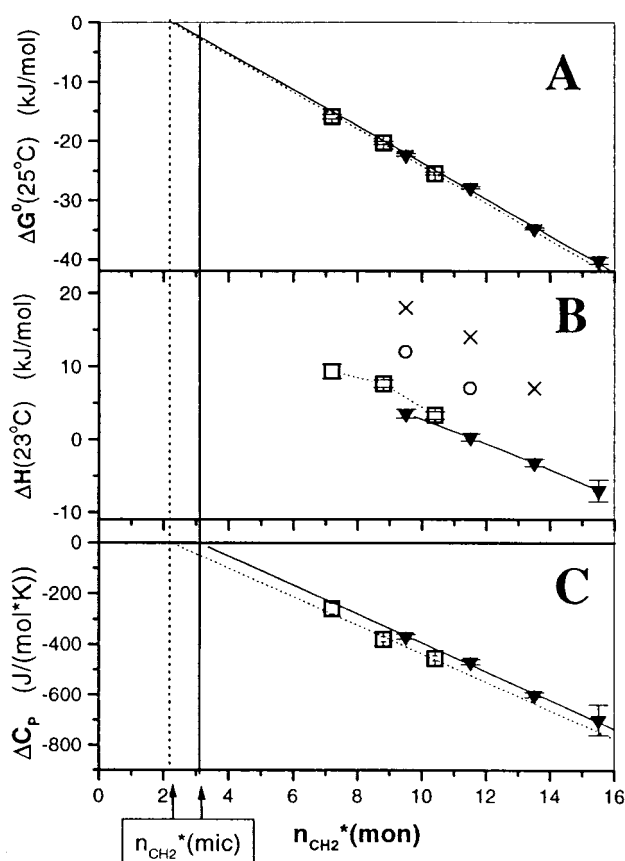 0
-10
-20
-30
-40
ΔG⁰(25°C) (kJ/mol)
A
20
10
0
-10
ΔH(23°C) (kJ/mol)
B
0
-200
-400
-600
-800
ΔC_P (J/(mol*K))
C
0 2 4 6 8 10 12 14 16
n_CH2*(mic)
n_CH2*(mon)